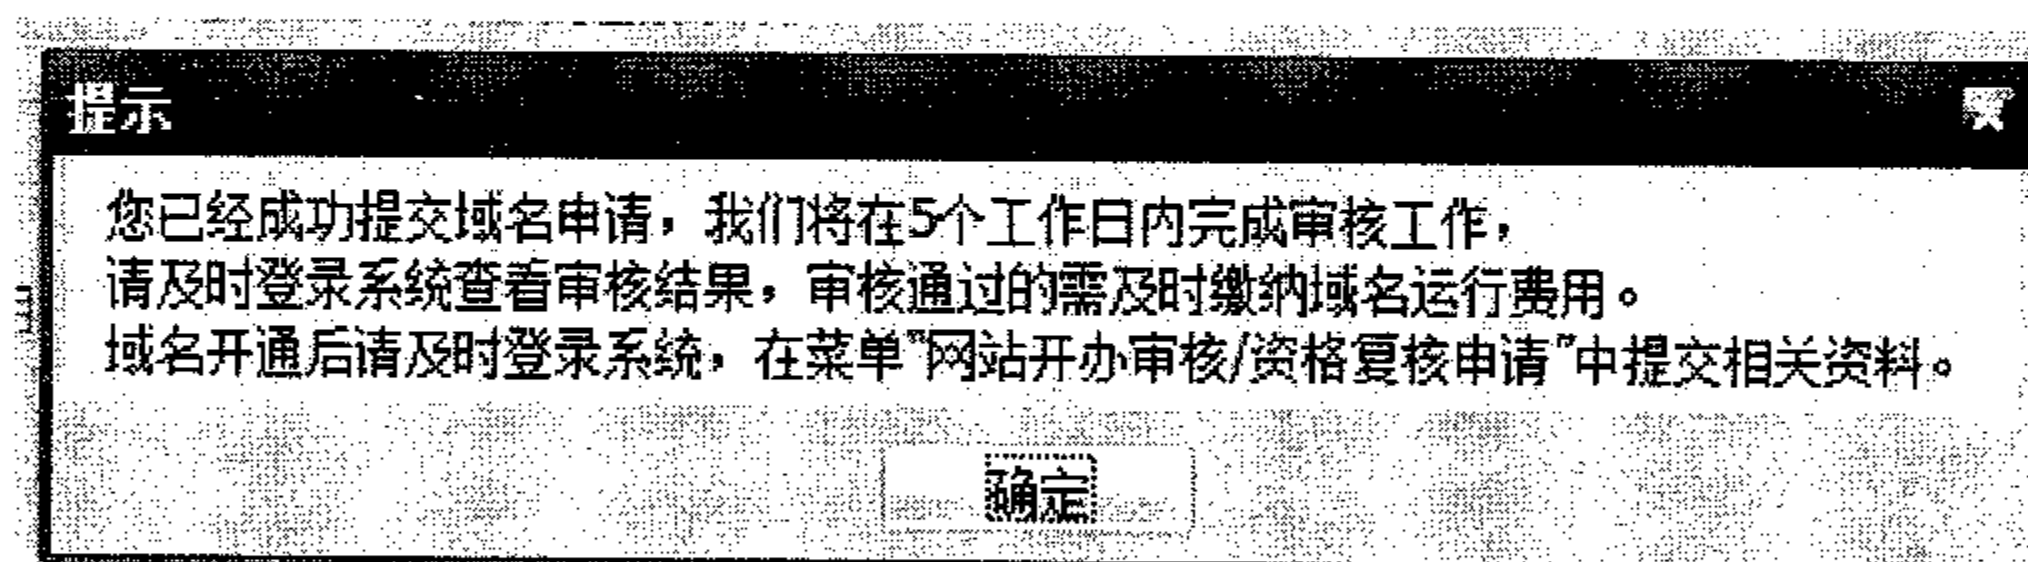 提示
您已经成功提交域名申请，我们将在5个工作日内完成审核工作，
请及时登录系统查看审核结果，审核通过的需及时缴纳域名运行费用。
域名开通后请及时登录系统，在菜单"网站开办审核/资格复核申请"中提交相关资料。
确定